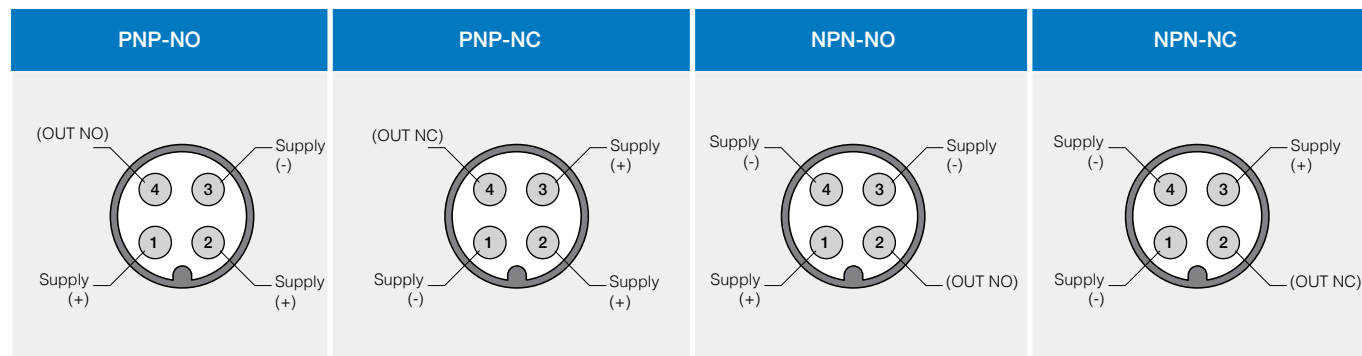 PNP-NO
PNP-NC
NPN-NO
NPN-NC
(OUT NO)
Supply
(-)
4
3
1
2
Supply
(+)
Supply
(+)
(OUT NC)
Supply
(+)
4
3
1
2
Supply
(-)
Supply
(+)
Supply
(-)
Supply
(-)
4
3
1
2
Supply
(+)
(OUT NO)
Supply
(-)
Supply
(+)
4
3
1
2
Supply
(-)
(OUT NC)